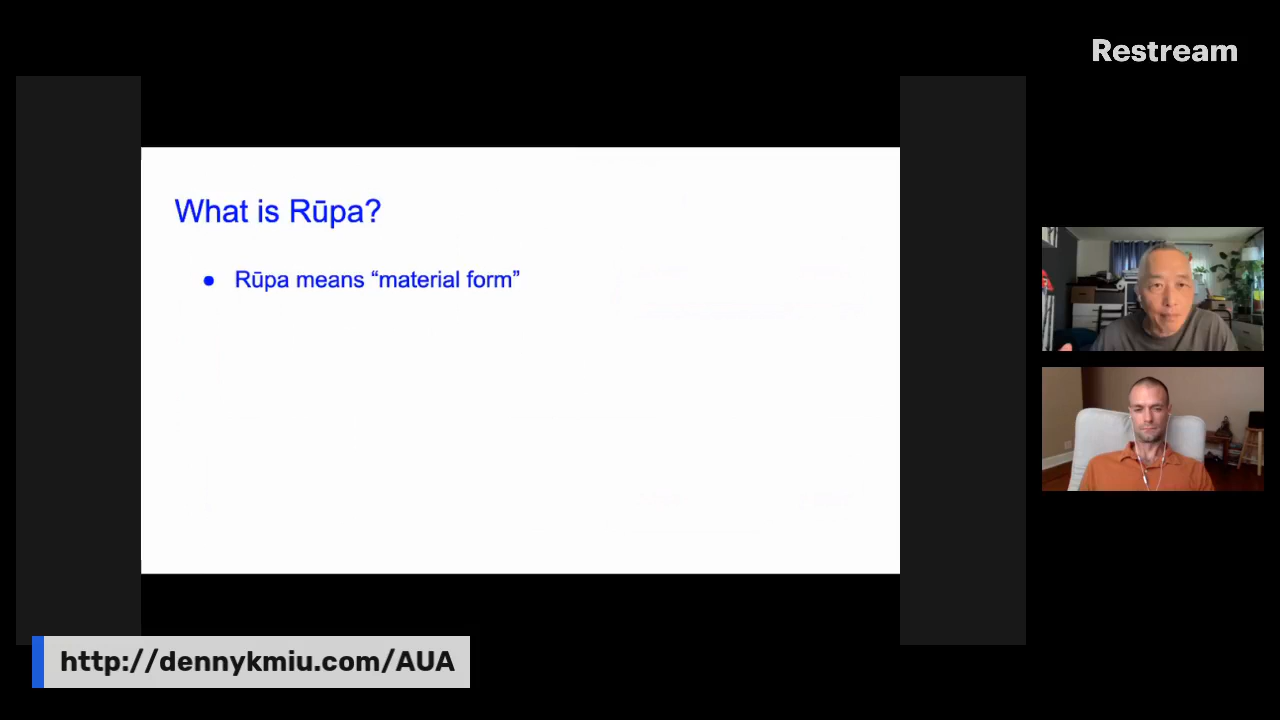 Restream
What is Rūpa?
● Rūpa means “material form”
http://dennykmiu.com/AUA